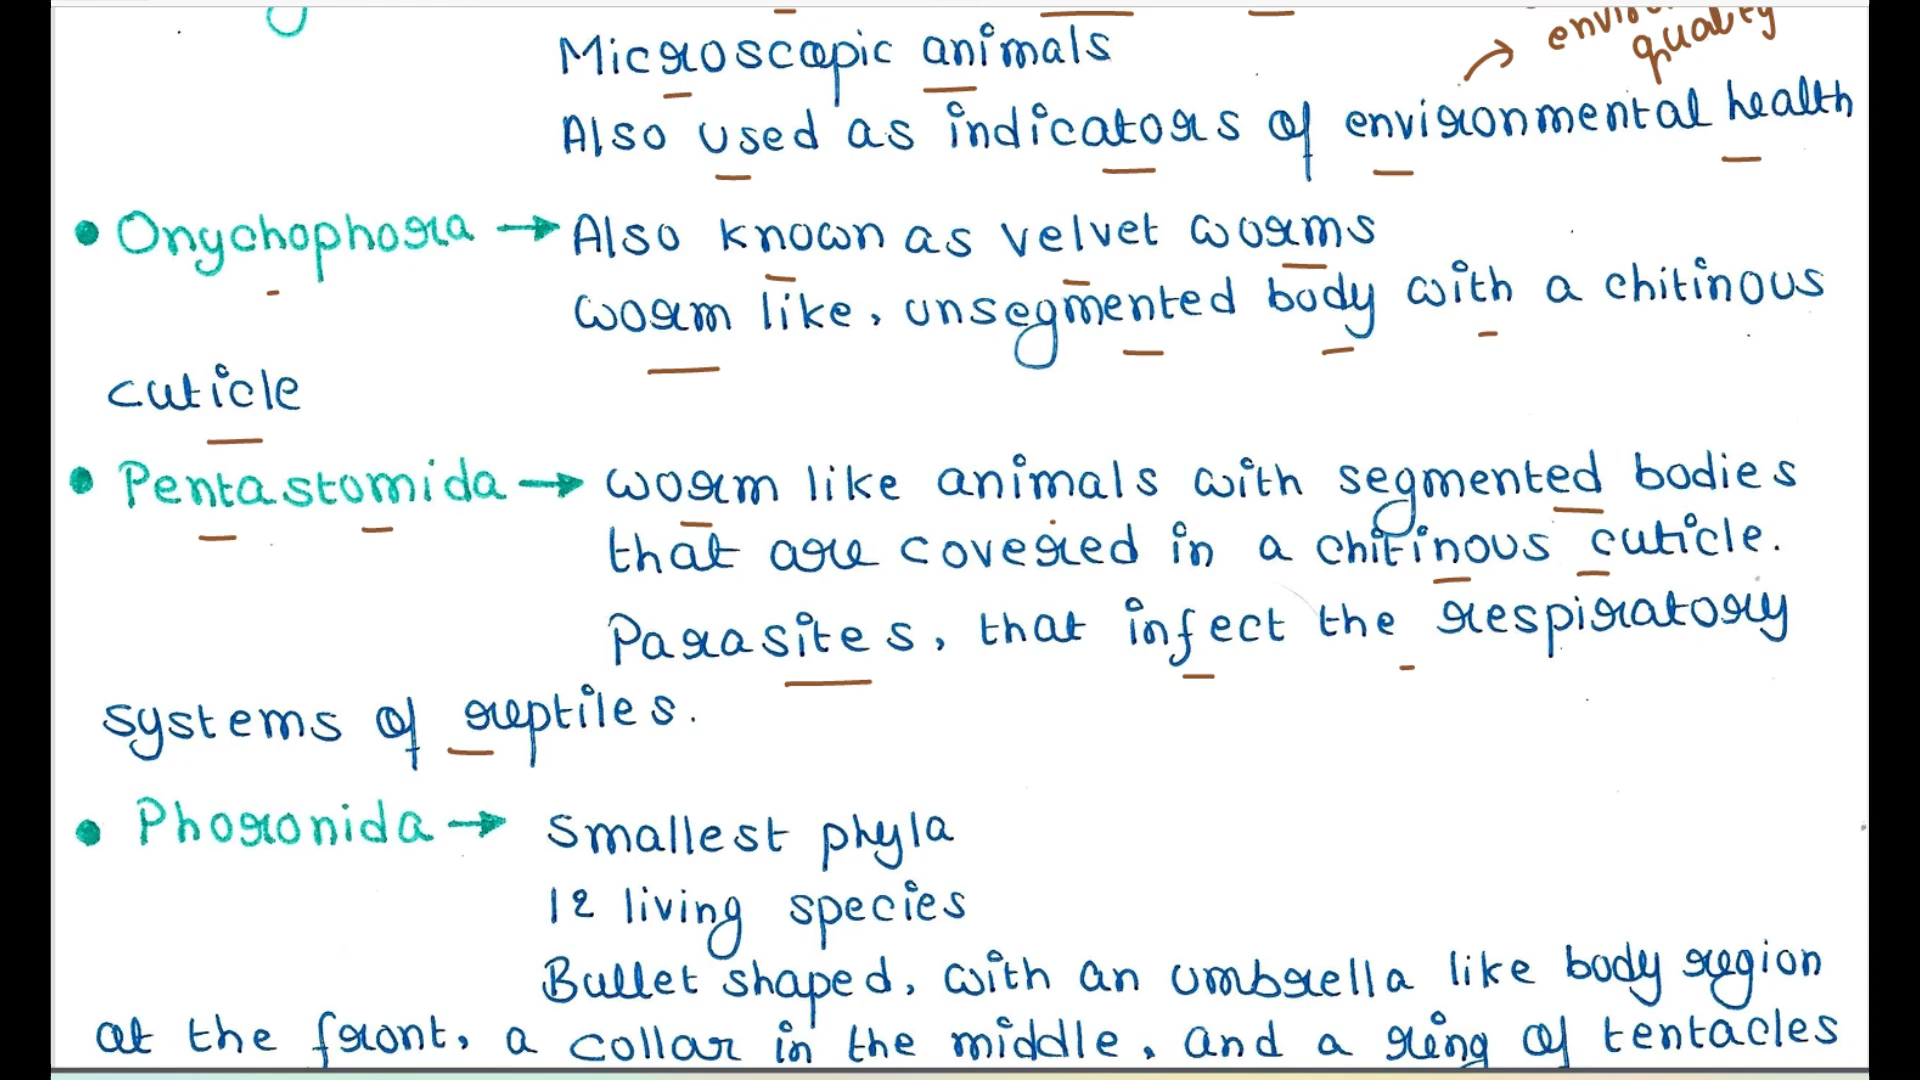 quality
Microscopic animals
Also used as indicators of environmental health
• Onychophora → Also known as velvet worms
worm like, unsegmented body with a chitinous
cuticle
• Pentastomida → worm like animals with segmented bodies
that are covered in a chitinous cuticle.
Parasites, that infect the respiratory
systems of reptiles.
• Phoronida → smallest phyla
12 living species
Bullet shaped, with an umbrella like body region
at the front, a collar in the middle, and a ring of tentacles